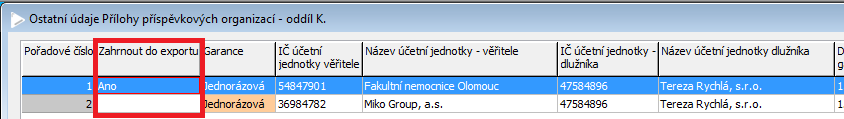 Ostatní údaje Přílohy příspěvkových organizací - oddíl K.
Pořadové číslo Zahrnout do exportu Garance IČ účetní jednotky věřitele Název účetní jednotky - věřitele IČ účetní jednotky - dlužníka Název účetní jednotky dlužníka D g
1 Ano Jednorázová 54847901 Fakultní nemocnice Olomouc 47584896 Tereza Rychlá, s.r.o. 1
2 Jednorázová 36984782 Miko Group, a.s. 47584896 Tereza Rychlá, s.r.o. 1